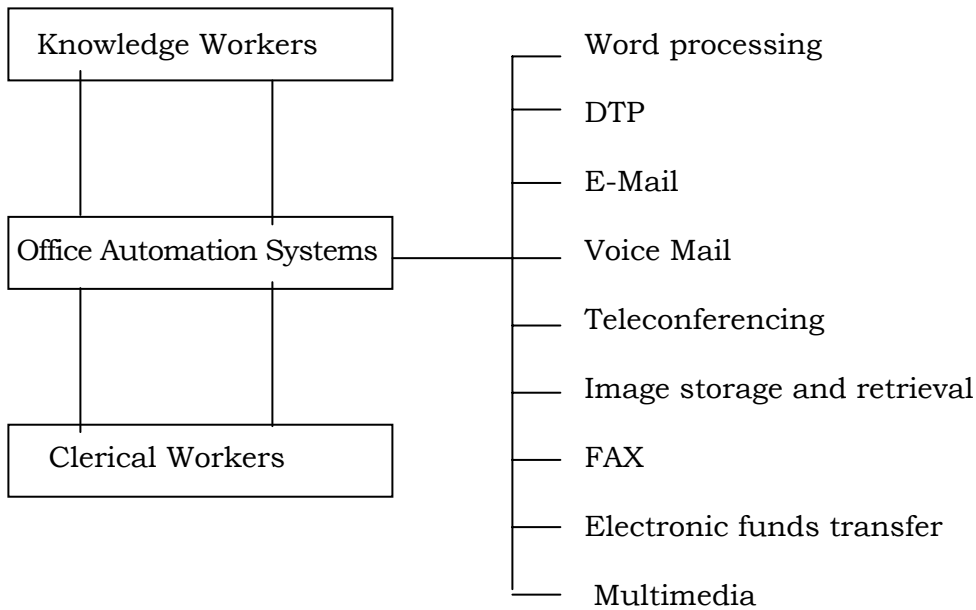 Knowledge Workers
Office Automation Systems
Clerical Workers
Word processing
DTP
E-Mail
Voice Mail
Teleconferencing
Image storage and retrieval
FAX
Electronic funds transfer
Multimedia